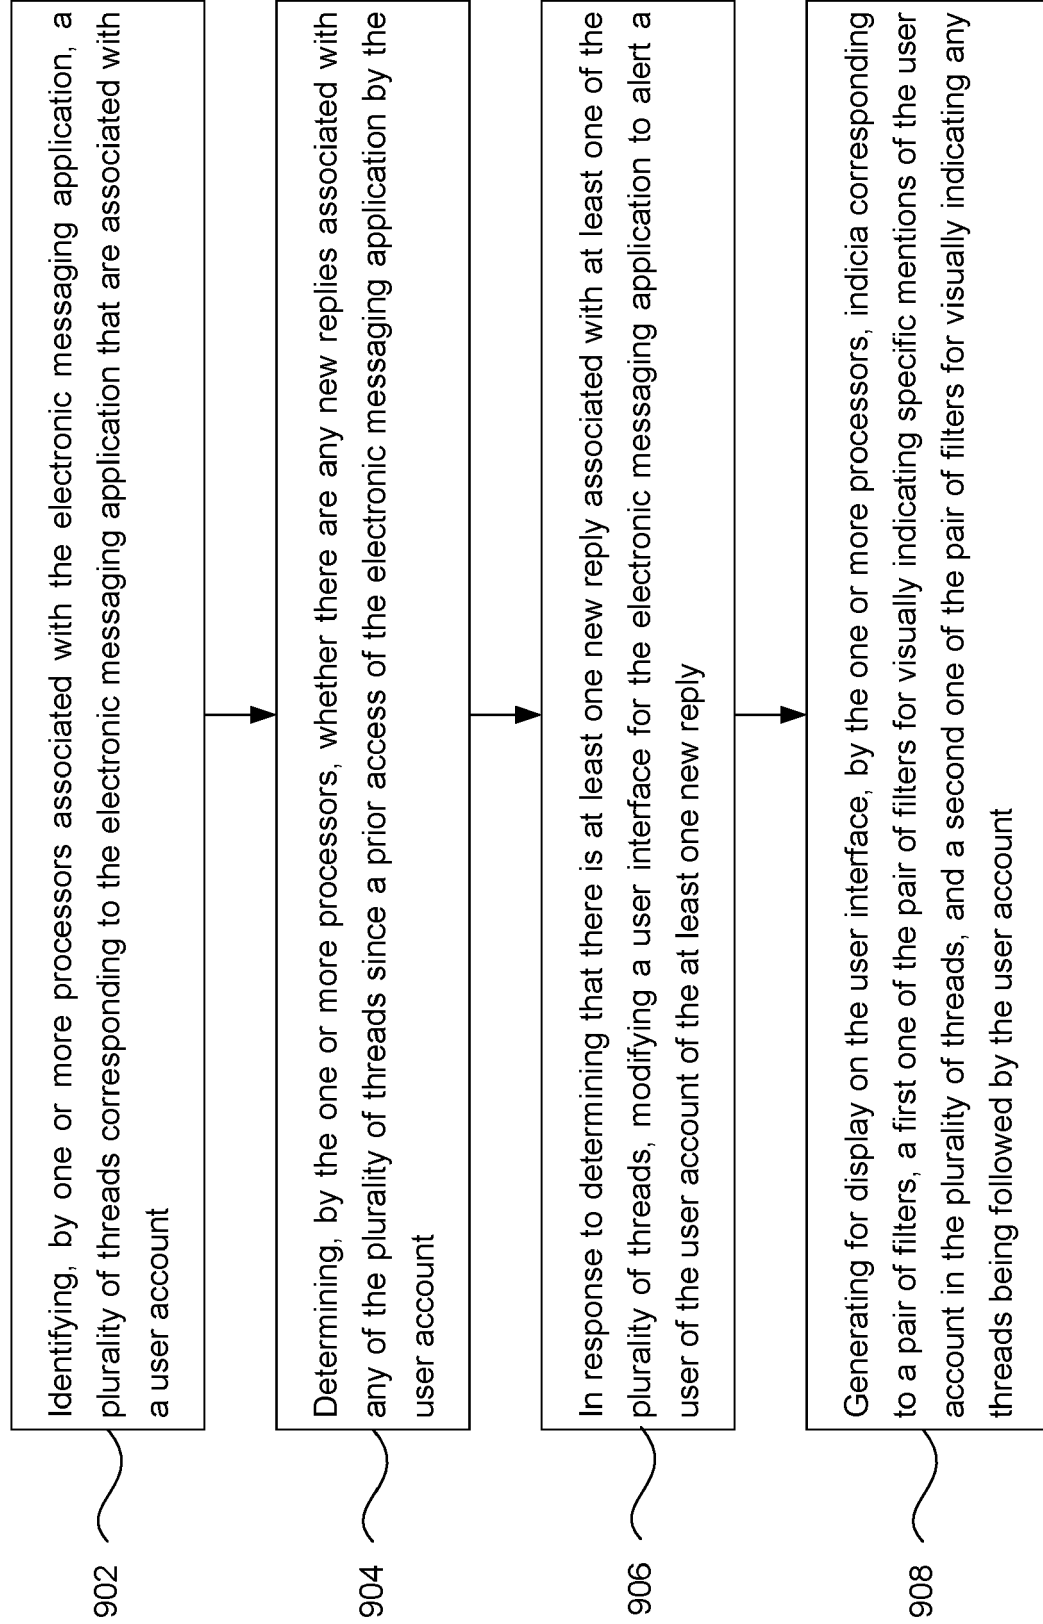 902
Identifying, by one or more processors associated with the electronic messaging application, a
plurality of threads corresponding to the electronic messaging application that are associated with
a user account
904
Determining, by the one or more processors, whether there are any new replies associated with
any of the plurality of threads since a prior access of the electronic messaging application by the
user account
906
In response to determining that there is at least one new reply associated with at least one of the
plurality of threads, modifying a user interface for the electronic messaging application to alert a
user of the user account of the at least one new reply
908
Generating for display on the user interface, by the one or more processors, indicia corresponding
to a pair of filters, a first one of the pair of filters for visually indicating specific mentions of the user
account in the plurality of threads, and a second one of the pair of filters for visually indicating any
threads being followed by the user account